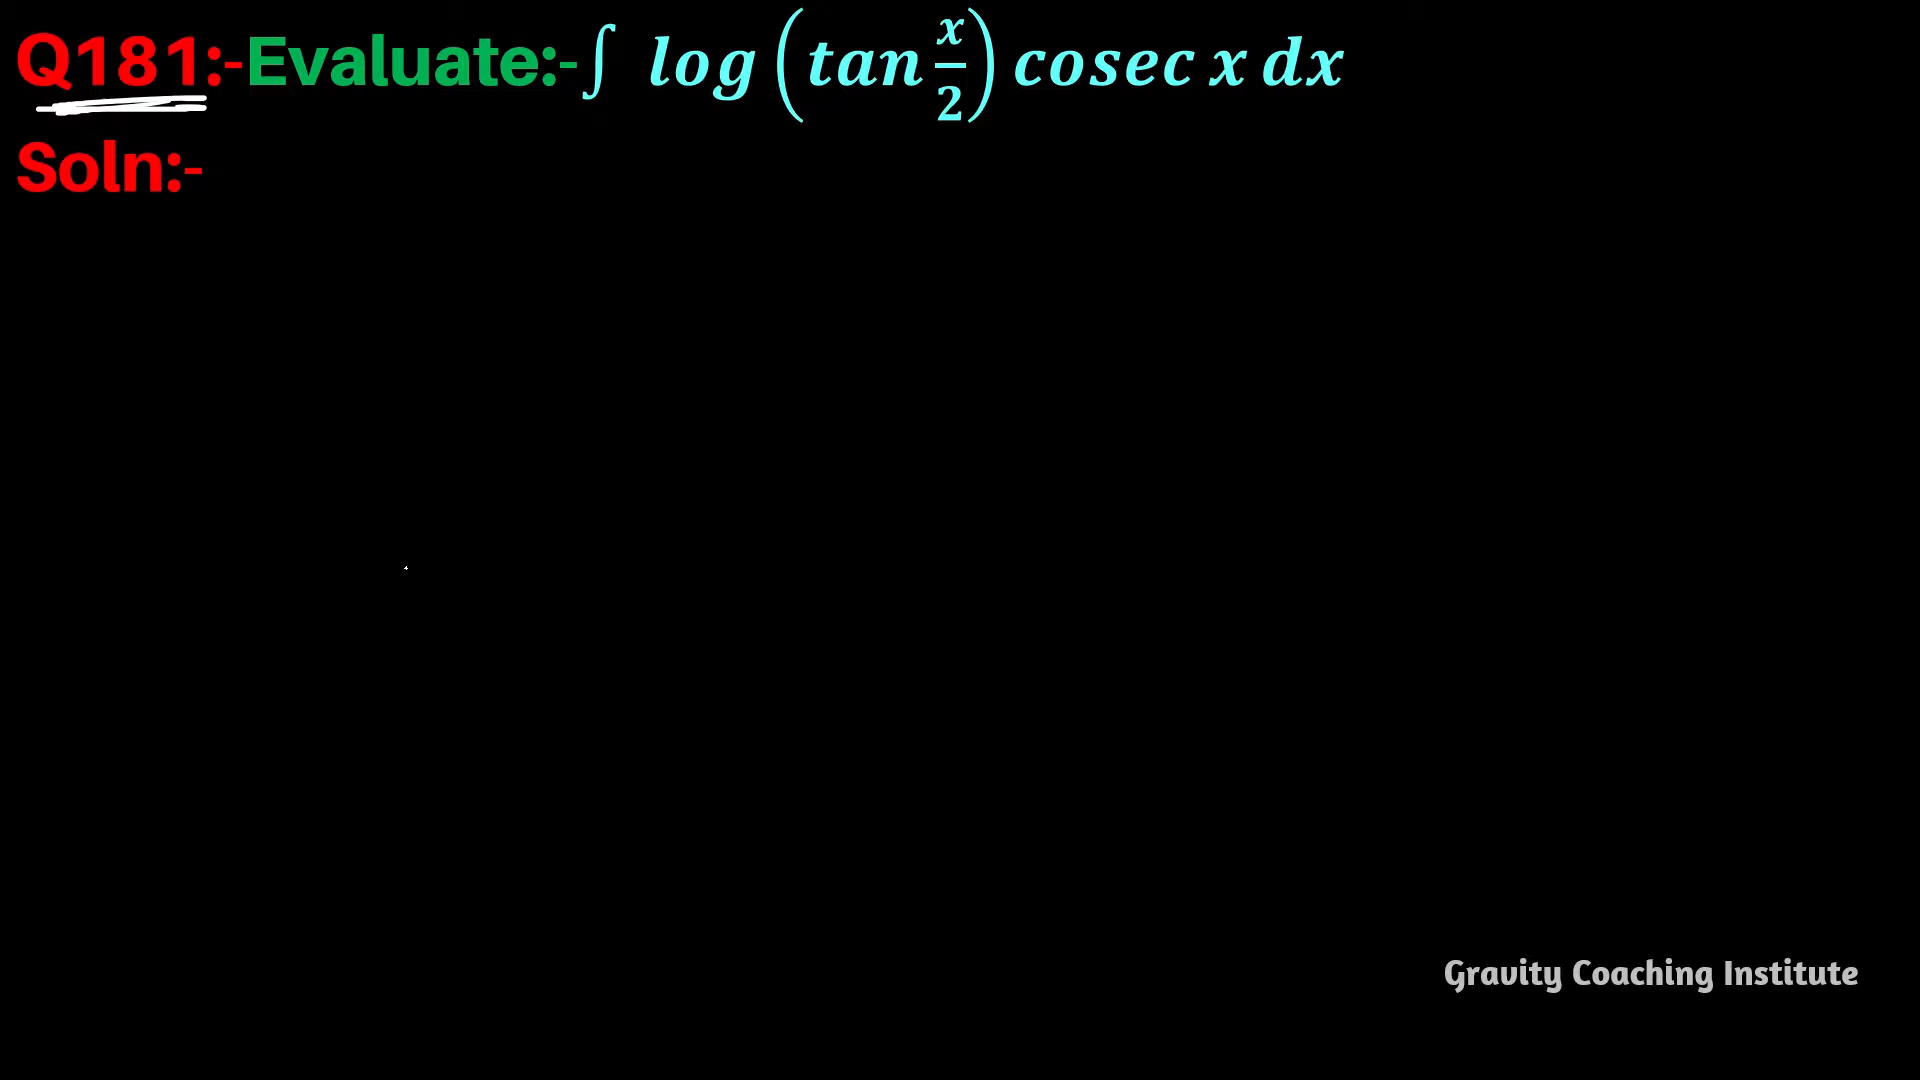 Q181:-Evaluate:-∫ log (tan x/2) cosec x dx
Soln:-
Gravity Coaching Institute